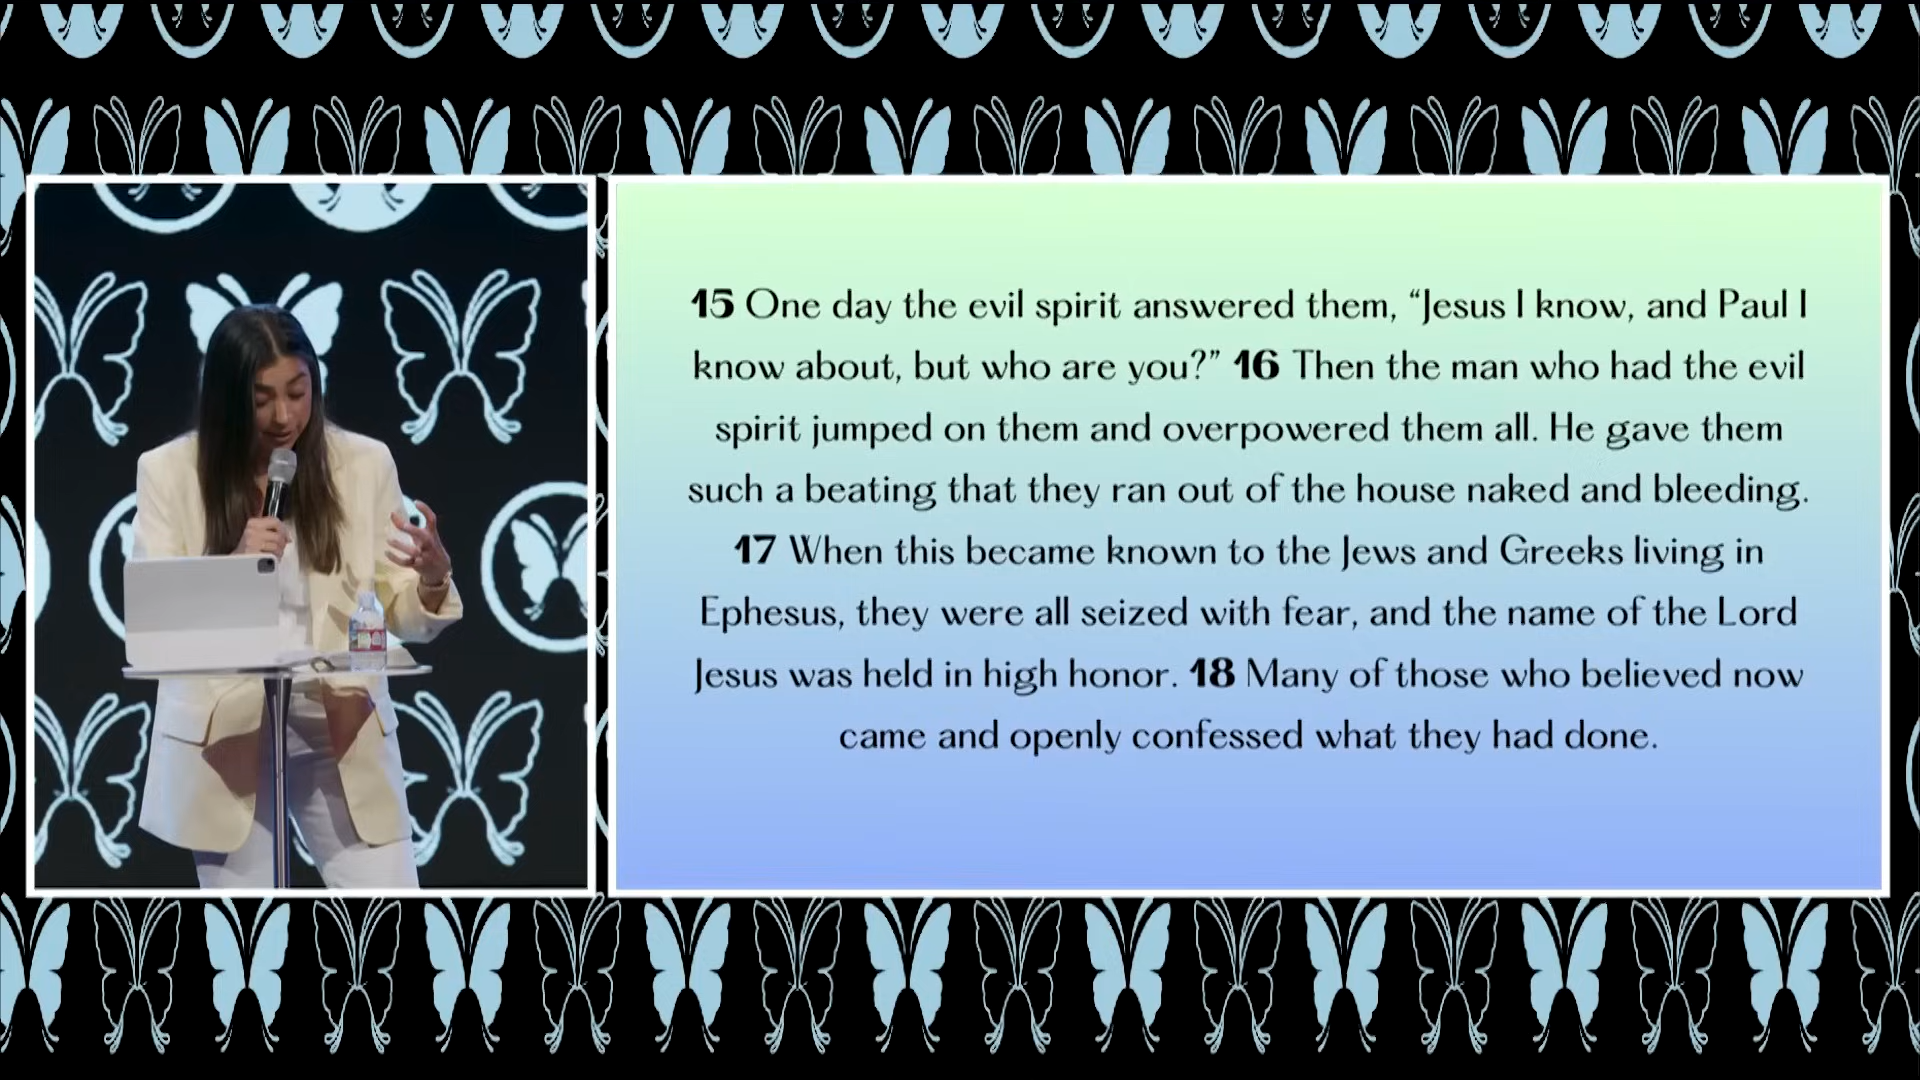 15 One day the evil spirit answered them, “Jesus I know, and Paul I
know about, but who are you?” 16 Then the man who had the evil
spirit jumped on them and overpowered them all. He gave them
such a beating that they ran out of the house naked and bleeding.
17 When this became known to the Jews and Greeks living in
Ephesus, they were all seized with fear, and the name of the Lord
Jesus was held in high honor. 18 Many of those who believed now
came and openly confessed what they had done.